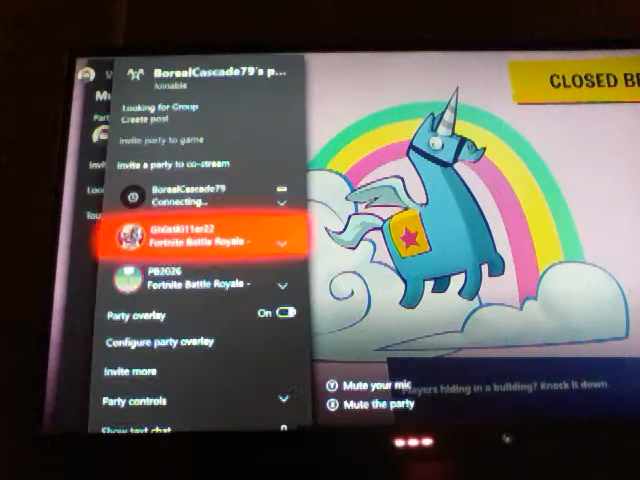 BorealCascade79's p...
Joinable
Looking for Group
Create post
Invite party to game
Invite a party to co-stream
BorealCascade79
Connecting...
Fortnite Battle Royale -
PB2026
Fortnite Battle Royale -
Party overlay
On
Configure party overlay
Invite more
Party controls
Show text chat
0
CLOSED BE
Y Mute your mic
Mute the party
Players hiding in a building? Knock it down.